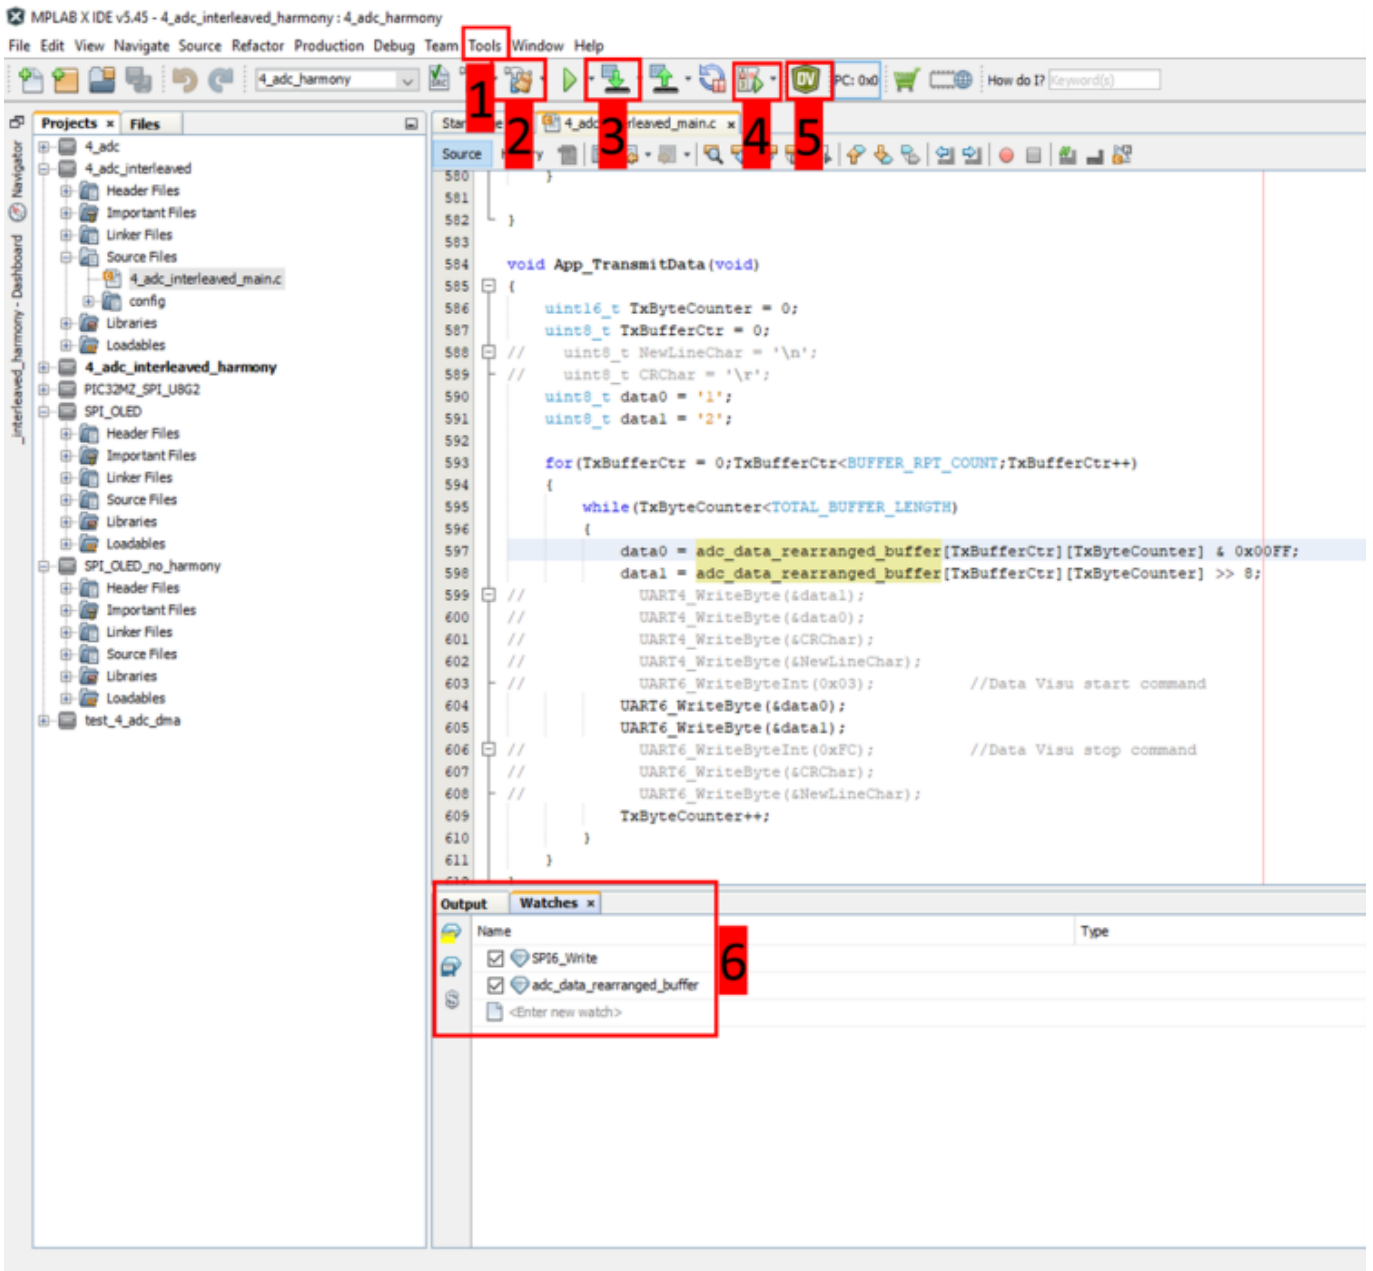 MPLAB X IDE v5.45 - 4_adc_interleaved_harmony : 4_adc_harmony
File Edit View Navigate Source Refactor Production Debug Team Tools Window Help
4_adc_harmony
PC: 0x0
How do I? Keyword(s)
1
2
3
4
5
Projects × Files
Navigator
_interleaved_harmony - Dashboard
4_adc
4_adc_interleaved
Header Files
Important Files
Linker Files
Source Files
4_adc_interleaved_main.c
config
Libraries
Loadables
4_adc_interleaved_harmony
PIC32MZ_SPI_U8G2
SPI_OLED
Header Files
Important Files
Linker Files
Source Files
Libraries
Loadables
SPI_OLED_no_harmony
Header Files
Important Files
Linker Files
Source Files
Libraries
Loadables
test_4_adc_dma
Source
580 }
581
582 }
583
584 void App_TransmitData(void)
585 {
586 uint16_t TxByteCounter = 0;
587 uint8_t TxBufferCtr = 0;
588 // uint8_t NewLineChar = '\n';
589 // uint8_t CRChar = '\r';
590 uint8_t data0 = '1';
591 uint8_t data1 = '2';
592
593 for(TxBufferCtr = 0;TxBufferCtr<BUFFER_RPT_COUNT;TxBufferCtr++)
594 {
595 while(TxByteCounter<TOTAL_BUFFER_LENGTH)
596 {
597 data0 = adc_data_rearranged_buffer[TxBufferCtr][TxByteCounter] & 0x00FF;
598 data1 = adc_data_rearranged_buffer[TxBufferCtr][TxByteCounter] >> 8;
599 // UART4_WriteByte(&data1);
600 // UART4_WriteByte(&data0);
601 // UART4_WriteByte(&CRChar);
602 // UART4_WriteByte(&NewLineChar);
603 // UART6_WriteByteInt(0x03); //Data Visu start command
604 UART6_WriteByte(&data0);
605 UART6_WriteByte(&data1);
606 // UART6_WriteByteInt(0xFC); //Data Visu stop command
607 // UART6_WriteByte(&CRChar);
608 // UART6_WriteByte(&NewLineChar);
609 TxByteCounter++;
610 }
611 }
Output Watches ×
Name Type
SPI6_Write
adc_data_rearranged_buffer
<Enter new watch>
6